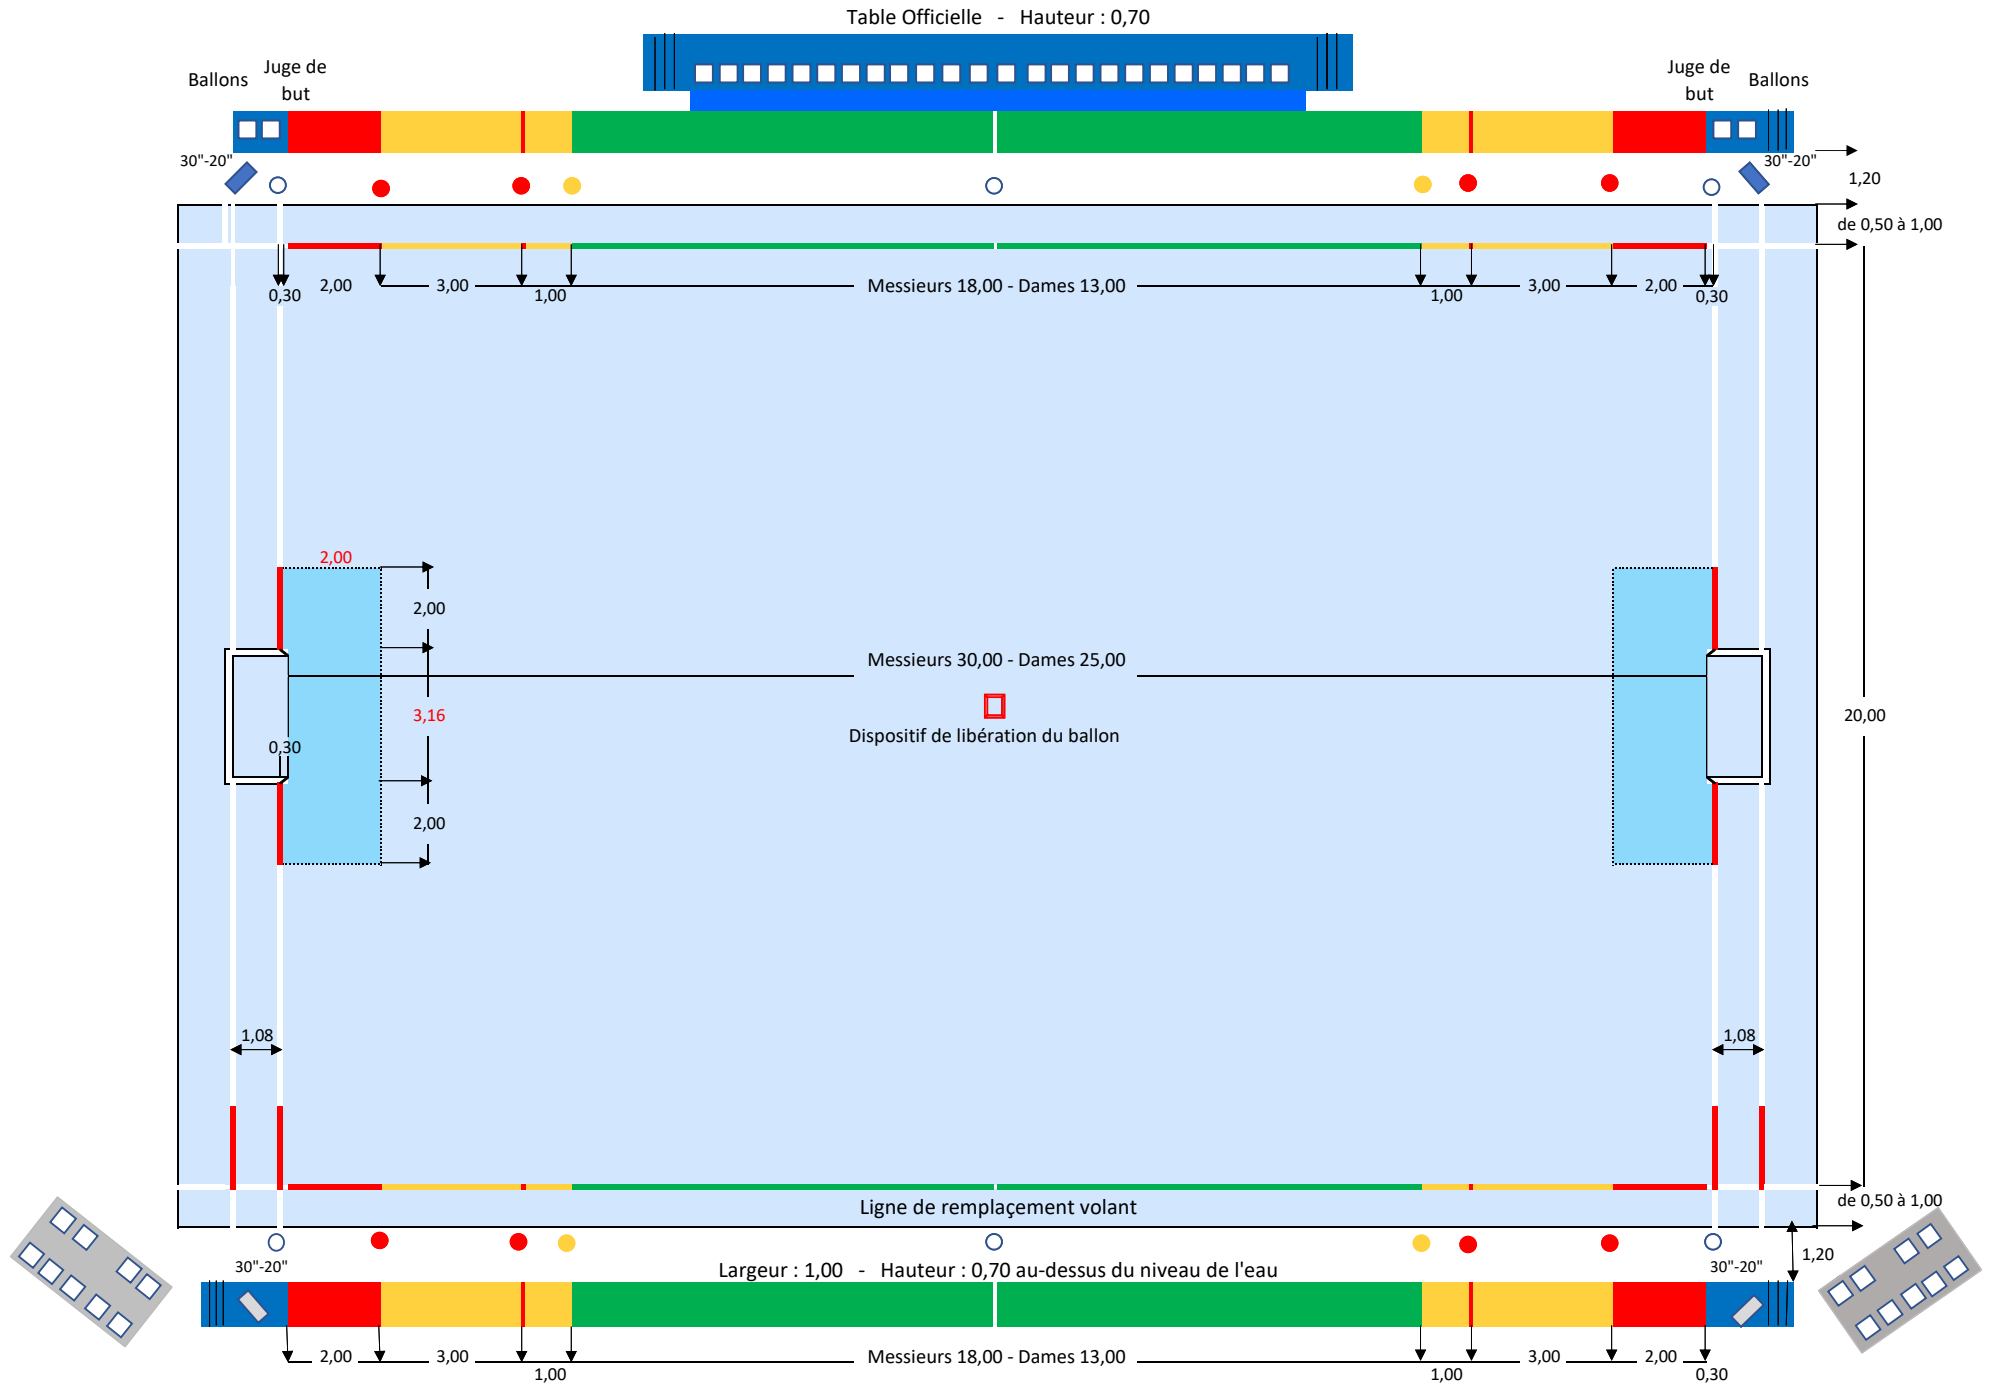 Table Officielle - Hauteur : 0,70
Ballons
Juge de
but
Juge de
but
Ballons
30"-20"
30"-20"
1,20
de 0,50 à 1,00
0,30
2,00
3,00
1,00
Messieurs 18,00 - Dames 13,00
1,00
3,00
2,00
0,30
2,00
2,00
Messieurs 30,00 - Dames 25,00
3,16
20,00
Dispositif de libération du ballon
0,30
2,00
1,08
1,08
de 0,50 à 1,00
Ligne de remplaçement volant
1,20
30"-20"
Largeur : 1,00 - Hauteur : 0,70 au-dessus du niveau de l'eau
30"-20"
2,00
3,00
1,00
Messieurs 18,00 - Dames 13,00
1,00
3,00
2,00
0,30